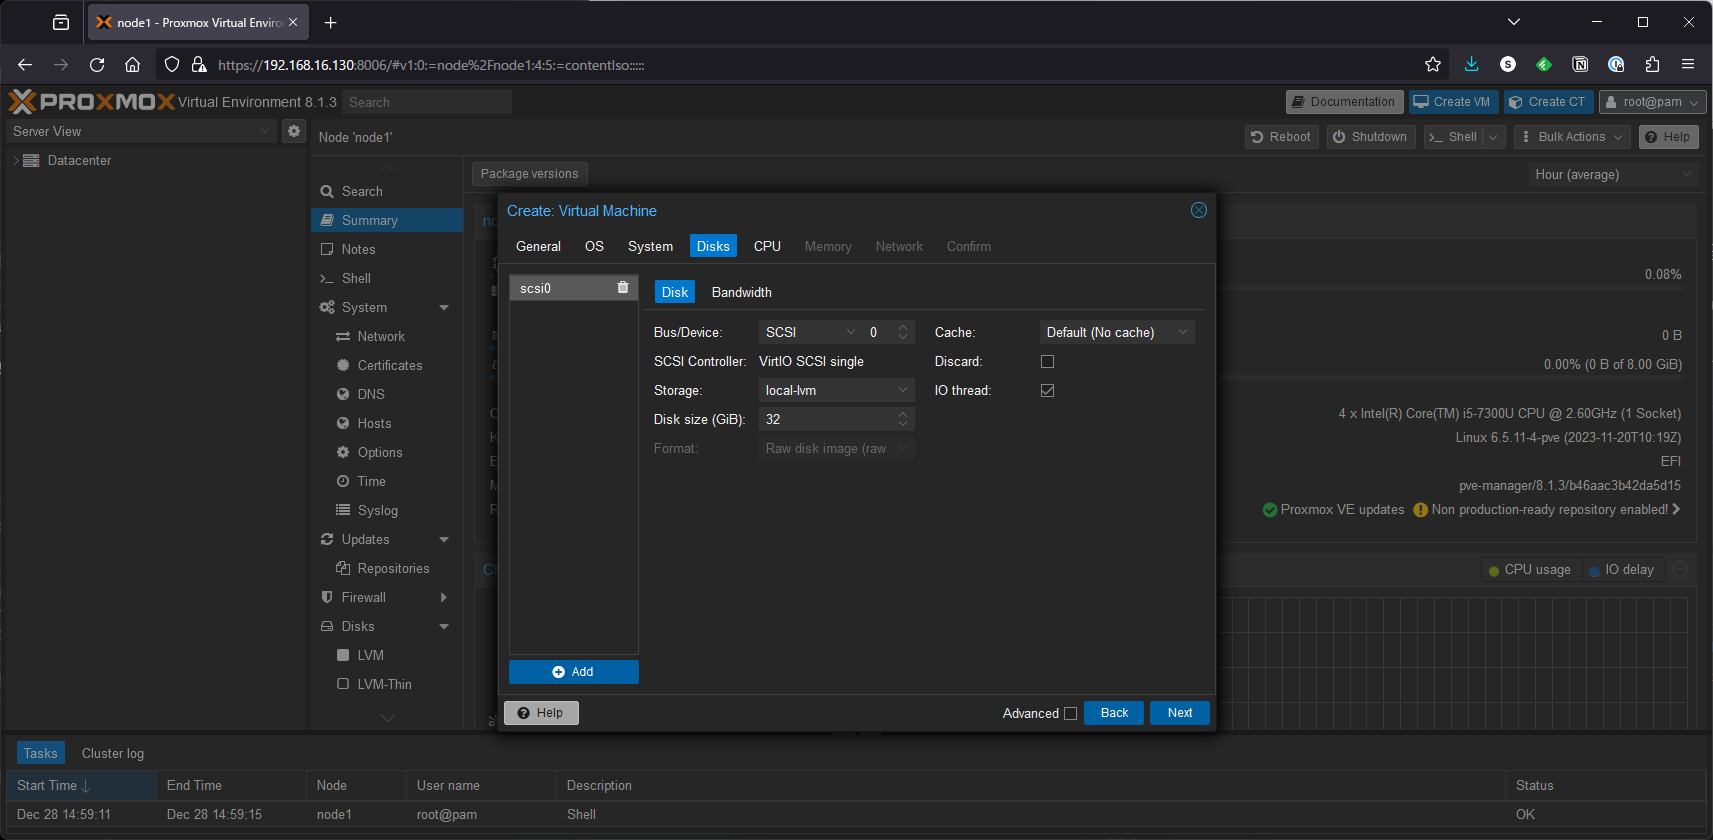 node1 - Proxmox Virtual Enviro
https://192.168.16.130:8006/#v1:0:=node%2Fnode1:4:5:=contentIso:::::
PROXMOX Virtual Environment 8.1.3 Search
Documentation Create VM Create CT root@pam
Server View
Node 'node1'
Reboot Shutdown Shell Bulk Actions Help
Datacenter
Search
Summary
Notes
Shell
System
Network
Certificates
DNS
Hosts
Options
Time
Syslog
Updates
Repositories
Firewall
Disks
LVM
LVM-Thin
Package versions
Hour (average)
Create: Virtual Machine
General OS System Disks CPU Memory Network Confirm
scsi0
Disk Bandwidth
Bus/Device: SCSI 0
SCSI Controller: VirtIO SCSI single
Storage: local-lvm
Disk size (GiB): 32
Format: Raw disk image (raw
Cache: Default (No cache)
Discard:
IO thread:
Add
Help
Advanced Back Next
0.08%
0 B
0.00% (0 B of 8.00 GiB)
4 x Intel(R) Core(TM) i5-7300U CPU @ 2.60GHz (1 Socket)
Linux 6.5.11-4-pve (2023-11-20T10:19Z)
EFI
pve-manager/8.1.3/b46aac3b42da5d15
Proxmox VE updates Non production-ready repository enabled!
CPU usage IO delay
Tasks Cluster log
Start Time End Time Node User name Description Status
Dec 28 14:59:11 Dec 28 14:59:15 node1 root@pam Shell OK